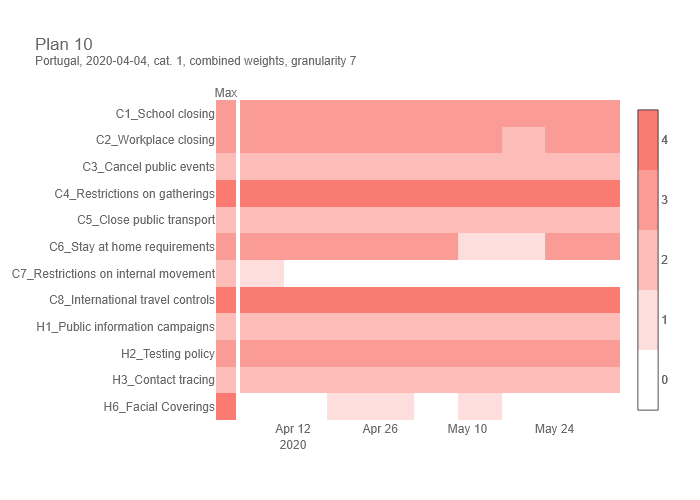 Plan 10
Portugal, 2020-04-04, cat. 1, combined weights, granularity 7
Max
C1_School closing
C2_Workplace closing
C3_Cancel public events
C4_Restrictions on gatherings
C5_Close public transport
C6_Stay at home requirements
C7_Restrictions on internal movement
C8_International travel controls
H1_Public information campaigns
H2_Testing policy
H3_Contact tracing
H6_Facial Coverings
Apr 12
2020
Apr 26
May 10
May 24
4
3
2
1
0